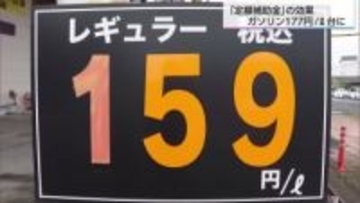 「定額補助金」の効果
ガソリン177円/ℓ付に
レギュラー 税込
159
円/ℓ